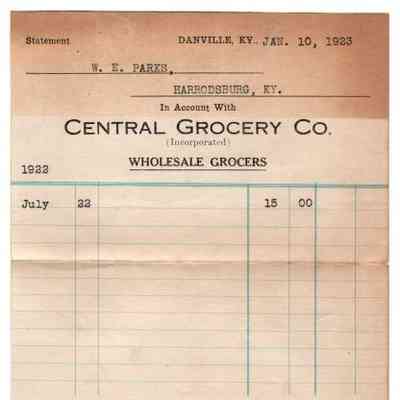 Statement DANVILLE, KY., JAN. 10, 1923
W. E. PARKS,
HARRODSBURG, KY.
In Account With
CENTRAL GROCERY CO.
(Incorporated)
WHOLESALE GROCERS
1922
July 22 15 00